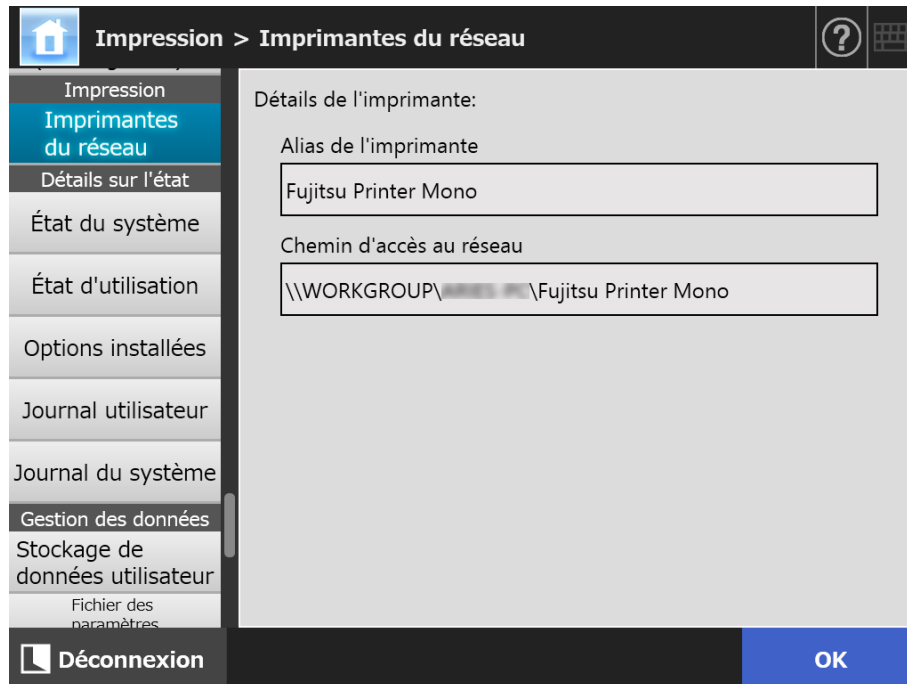 Impression > Imprimantes du réseau
?
Impression
Imprimantes
du réseau
Détails sur l'état
État du système
État d'utilisation
Options installées
Journal utilisateur
Journal du système
Gestion des données
Stockage de
données utilisateur
Fichier des
paramètres
Détails de l'imprimante:
Alias de l'imprimante
Fujitsu Printer Mono
Chemin d'accès au réseau
\\WORKGROUP\ \Fujitsu Printer Mono
Déconnexion
OK